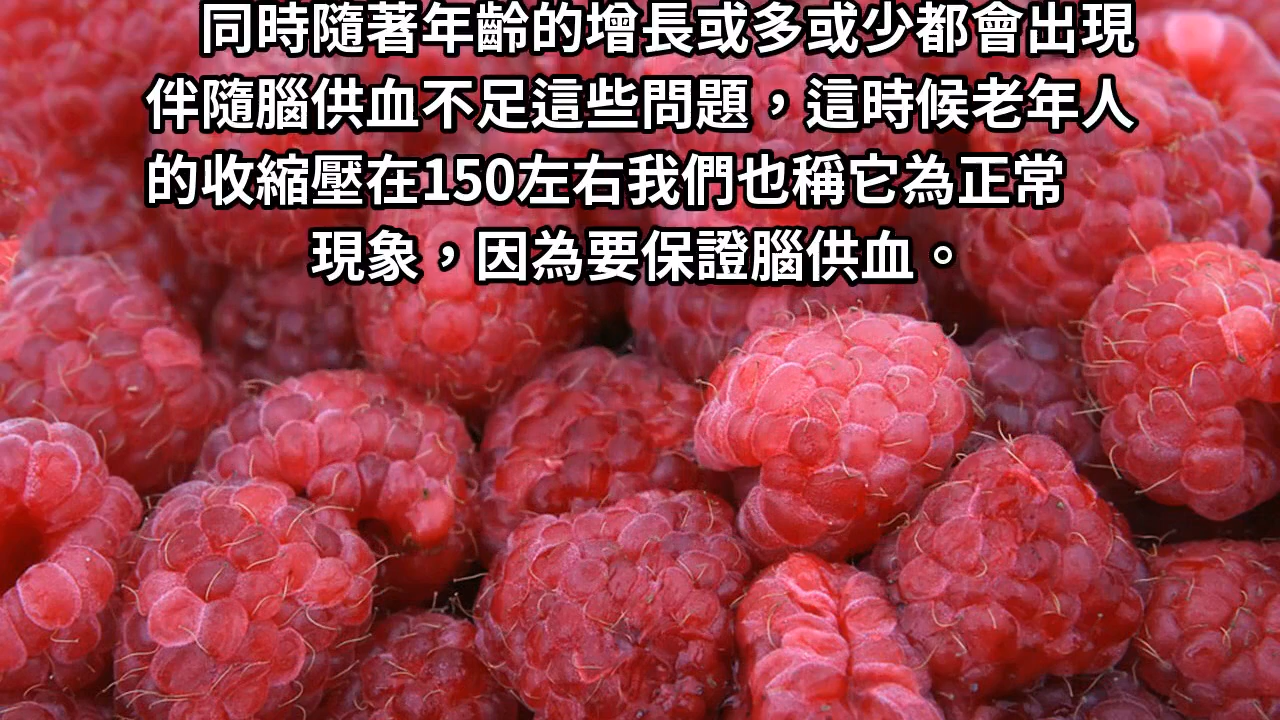 同時隨著年齡的增長或多或少都會出現
伴隨腦供血不足這些問題，這時候老年人
的收縮壓在150左右我們也稱它為正常
現象，因為要保證腦供血。